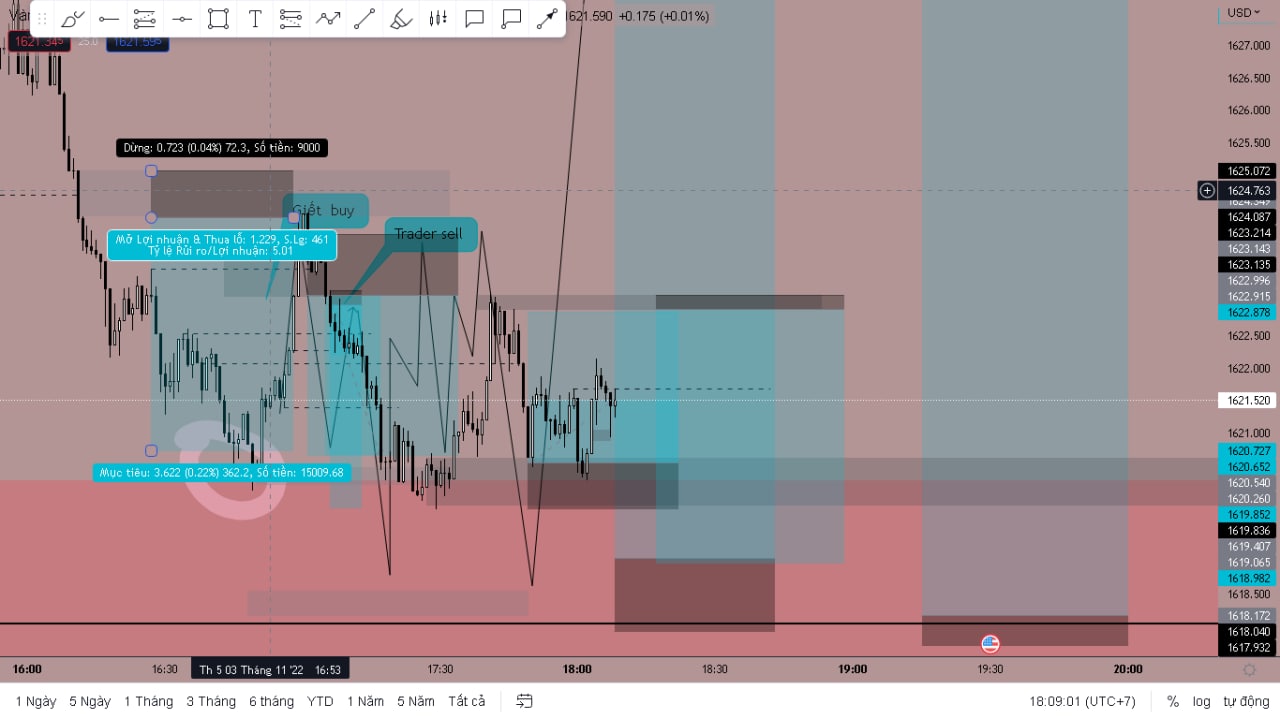 Vàn
1621.590 +0.175 (+0.01%)
USD
1621.345 25.0 1621.595
1627.000
1626.500
1626.000
1625.500
1625.072
1624.763
1624.349
1624.087
1623.214
1623.143
1623.135
1622.996
1622.915
1622.878
1622.500
1622.000
1621.520
1621.000
1620.727
1620.652
1620.540
1620.260
1619.852
1619.836
1619.407
1619.065
1618.982
1618.500
1618.172
1618.040
1617.932
Dừng: 0.723 (0.04%) 72.3, Số tiền: 9000
Giết buy
Trader sell
Mở Lợi nhuận & Thua lỗ: 1.229, S.Lg: 461
Tỷ lệ Rủi ro/Lợi nhuận: 5.01
Mục tiêu: 3.622 (0.22%) 362.2, Số tiền: 15009.68
16:00 16:30 Th 5 03 Tháng 11 '22 16:53 17:30 18:00 18:30 19:00 19:30 20:00
1 Ngày 5 Ngày 1 Tháng 3 Tháng 6 tháng YTD 1 Năm 5 Năm Tất cả 18:09:01 (UTC+7) % log tự động